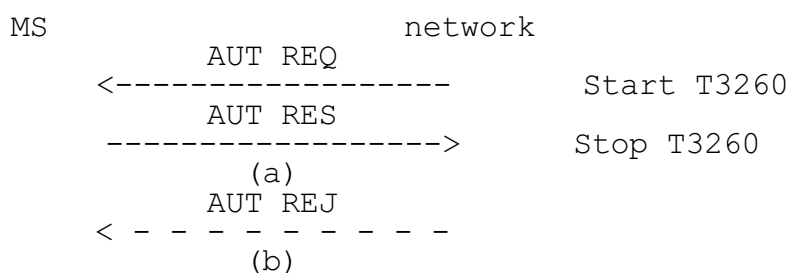 MS network
AUT REQ
<------------------ Start T3260
AUT RES
------------------> Stop T3260
(a)
AUT REJ
< - - - - - - - - - -
(b)